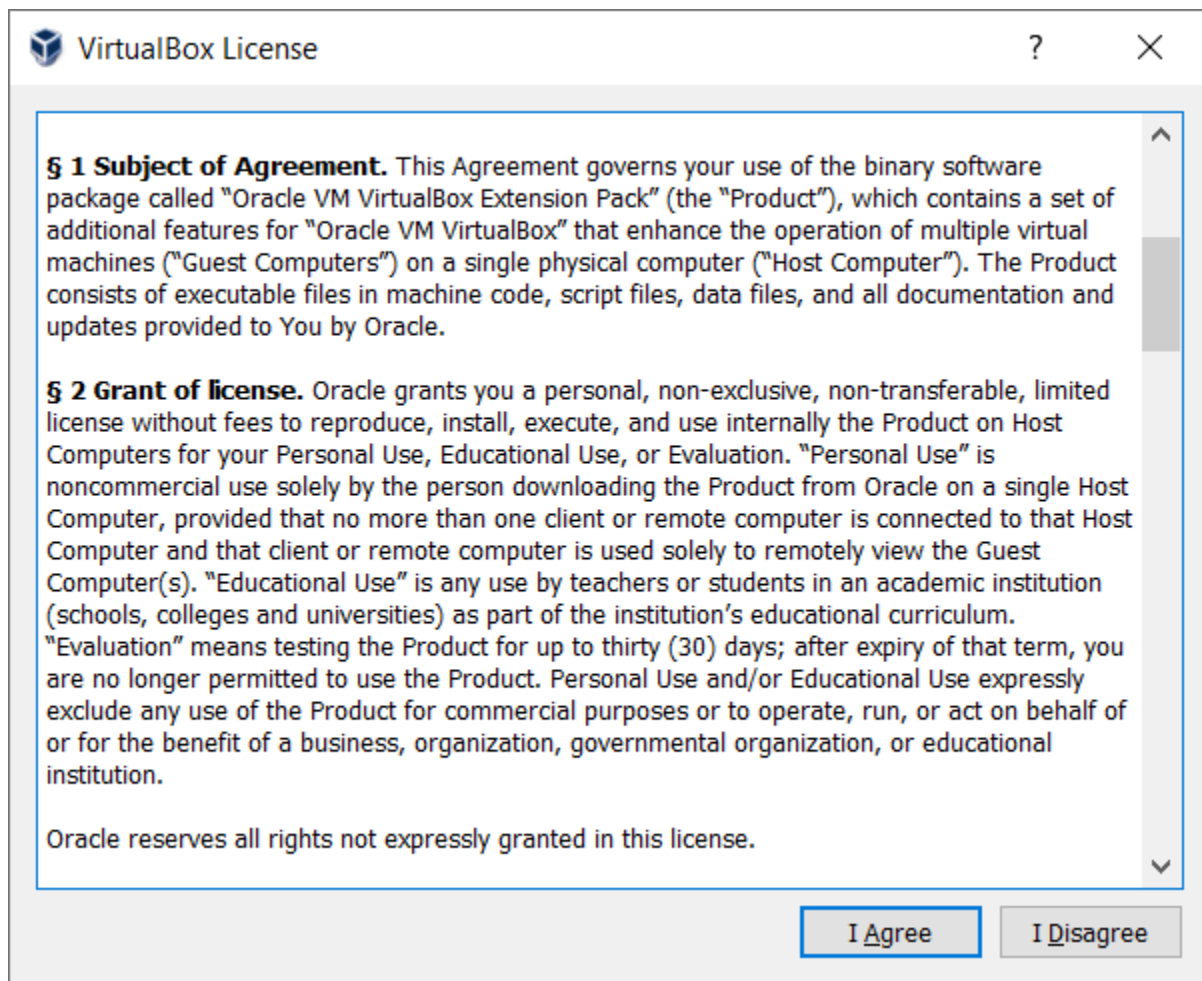 VirtualBox License
§ 1 Subject of Agreement. This Agreement governs your use of the binary software
package called “Oracle VM VirtualBox Extension Pack” (the “Product”), which contains a set of
additional features for “Oracle VM VirtualBox” that enhance the operation of multiple virtual
machines (“Guest Computers”) on a single physical computer (“Host Computer”). The Product
consists of executable files in machine code, script files, data files, and all documentation and
updates provided to You by Oracle.
§ 2 Grant of license. Oracle grants you a personal, non-exclusive, non-transferable, limited
license without fees to reproduce, install, execute, and use internally the Product on Host
Computers for your Personal Use, Educational Use, or Evaluation. “Personal Use” is
noncommercial use solely by the person downloading the Product from Oracle on a single Host
Computer, provided that no more than one client or remote computer is connected to that Host
Computer and that client or remote computer is used solely to remotely view the Guest
Computer(s). “Educational Use” is any use by teachers or students in an academic institution
(schools, colleges and universities) as part of the institution’s educational curriculum.
“Evaluation” means testing the Product for up to thirty (30) days; after expiry of that term, you
are no longer permitted to use the Product. Personal Use and/or Educational Use expressly
exclude any use of the Product for commercial purposes or to operate, run, or act on behalf of
or for the benefit of a business, organization, governmental organization, or educational
institution.
Oracle reserves all rights not expressly granted in this license.
I Agree
I Disagree